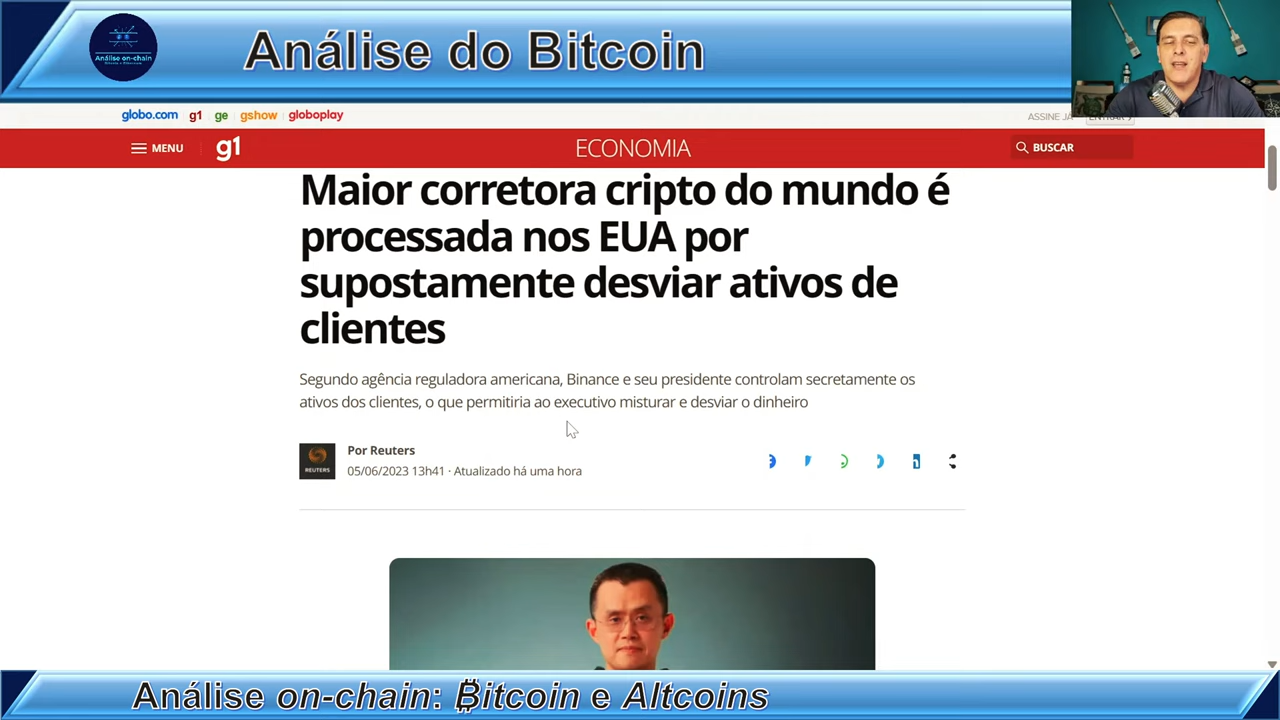 Análise on-chain
Análise do Bitcoin
globo.com g1 ge gshow globoplay
ASSINE JÁ
MENU g1 ECONOMIA BUSCAR
Maior corretora cripto do mundo é
processada nos EUA por
supostamente desviar ativos de
clientes
Segundo agência reguladora americana, Binance e seu presidente controlam secretamente os
ativos dos clientes, o que permitiria ao executivo misturar e desviar o dinheiro
REUTERS
Por Reuters
05/06/2023 13h41 · Atualizado há uma hora
Análise on-chain: ₿itcoin e Altcoins